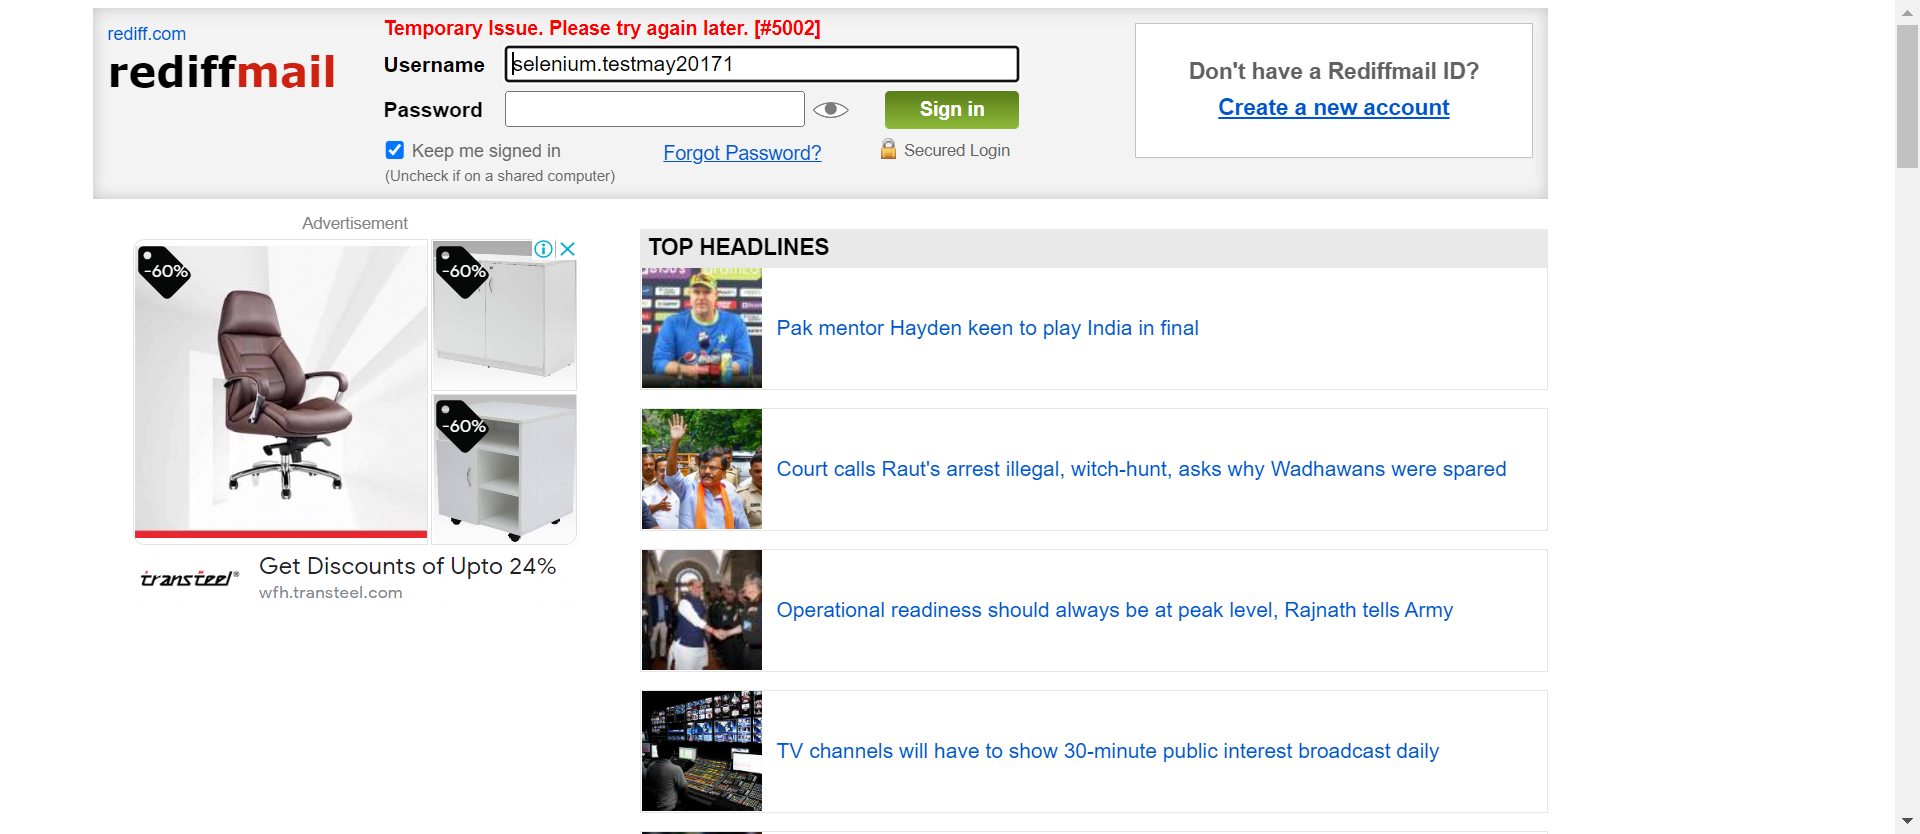 rediff.com
rediffmail
Temporary Issue. Please try again later. [#5002]
Username
selenium.testmay20171
Password
Sign in
Keep me signed in
(Uncheck if on a shared computer)
Forgot Password?
Secured Login
Don't have a Rediffmail ID?
Create a new account
Advertisement
-60%
-60%
-60%
transteel®
Get Discounts of Upto 24%
wfh.transteel.com
TOP HEADLINES
Pak mentor Hayden keen to play India in final
Court calls Raut's arrest illegal, witch-hunt, asks why Wadhawans were spared
Operational readiness should always be at peak level, Rajnath tells Army
TV channels will have to show 30-minute public interest broadcast daily